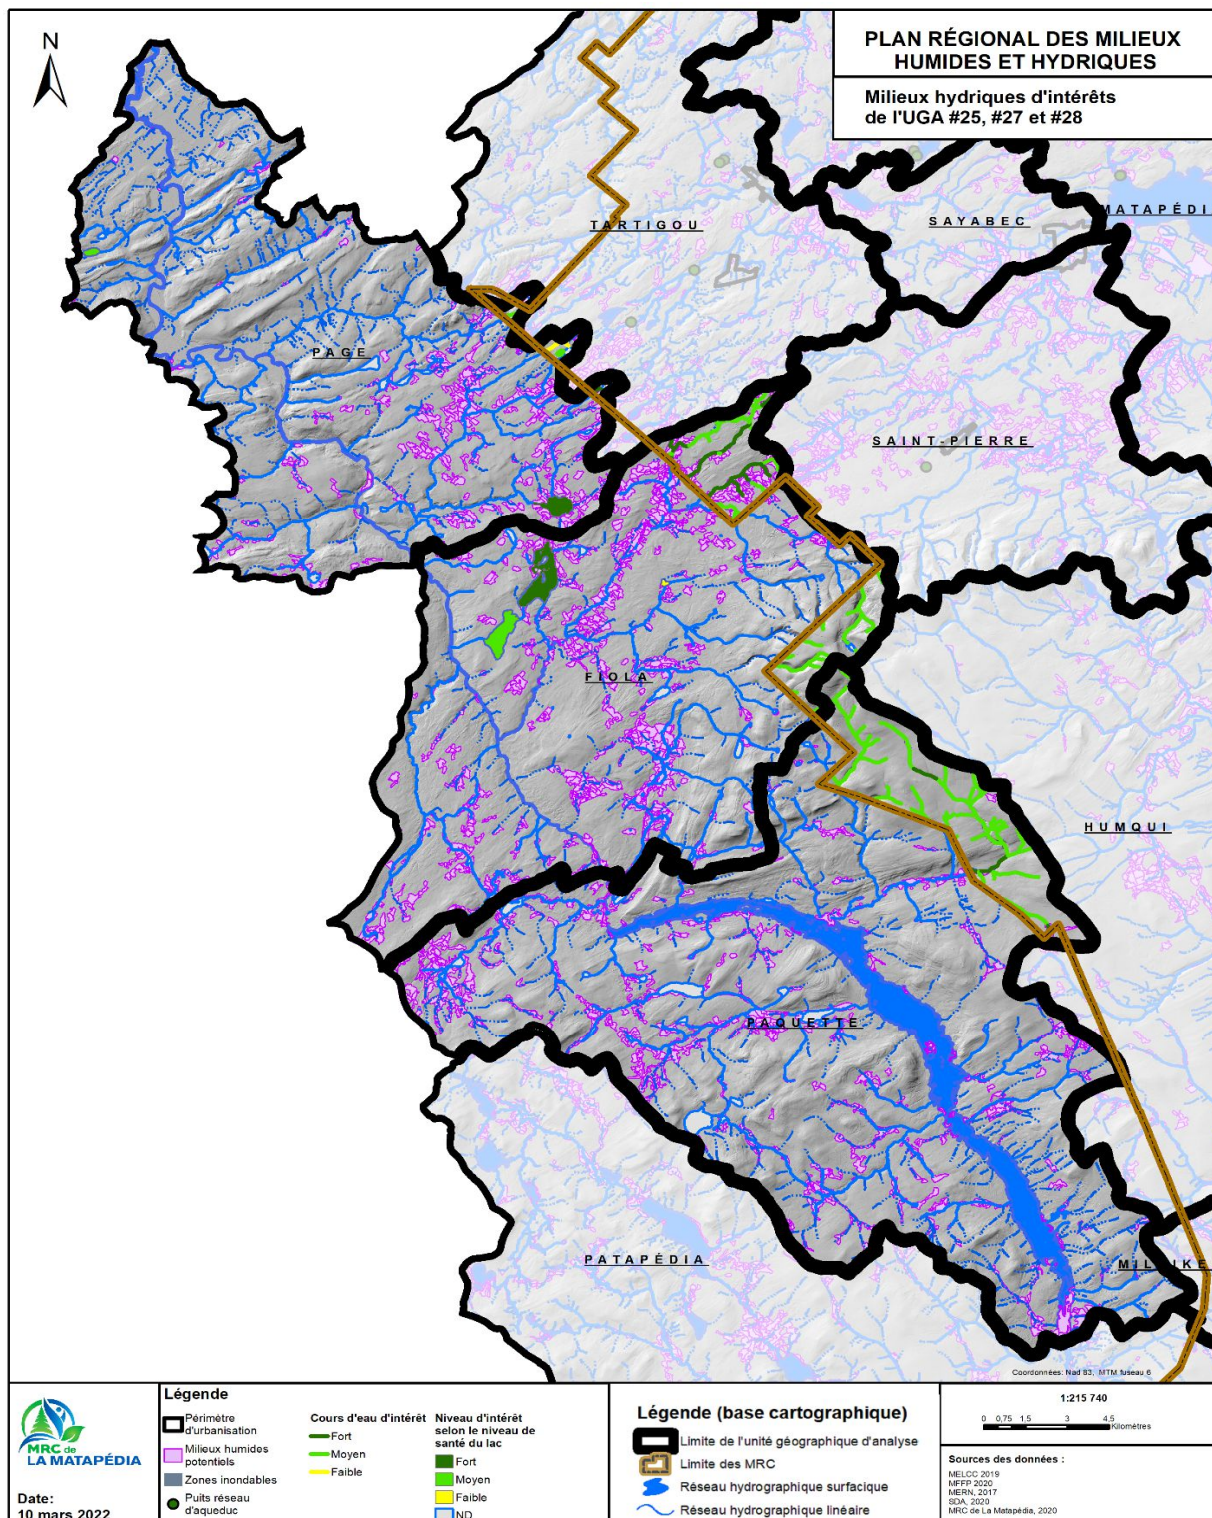 PLAN RÉGIONAL DES MILIEUX
HUMIDES ET HYDRIQUES
Milieux hydriques d'intérêts
de l'UGA #25, #27 et #28
N
TARTIGOU
SAYABEC
MATAPÉDI
PAGE
SAINT-PIERRE
FIOLA
HUMQUI
PAQUETTE
PATAPÉDIA
Coordonnées: Nad 83, MTM fuseau 6
MRC de
LA MATAPÉDIA
Date:
10 mars 2022
Légende
Périmètre
d'urbanisation
Milieux humides
potentiels
Zones inondables
Puits réseau
d'aqueduc
Cours d'eau d'intérêt
Fort
Moyen
Faible
Niveau d'intérêt
selon le niveau de
santé du lac
Fort
Moyen
Faible
ND
Légende (base cartographique)
Limite de l'unité géographique d'analyse
Limite des MRC
Réseau hydrographique surfacique
Réseau hydrographique linéaire
1:215 740
0 0,75 1,5 3 4,5
Kilomètres
Sources des données :
MELCC 2019
MFFP 2020
MERN, 2017
SDA, 2020
MRC de La Matapédia, 2020